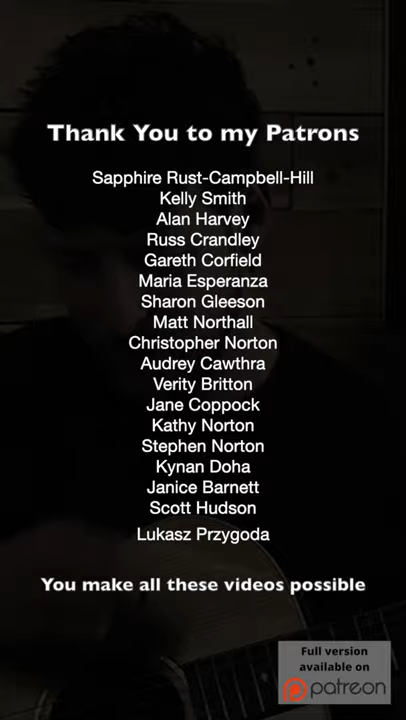 Thank You to my Patrons
Sapphire Rust-Campbell-Hill
Kelly Smith
Alan Harvey
Russ Crandley
Gareth Corfield
Maria Esperanza
Sharon Gleeson
Matt Northall
Christopher Norton
Audrey Cawthra
Verity Britton
Jane Coppock
Kathy Norton
Stephen Norton
Kynan Doha
Janice Barnett
Scott Hudson
Lukasz Przygoda
You make all these videos possible
Full version
available on
patreon